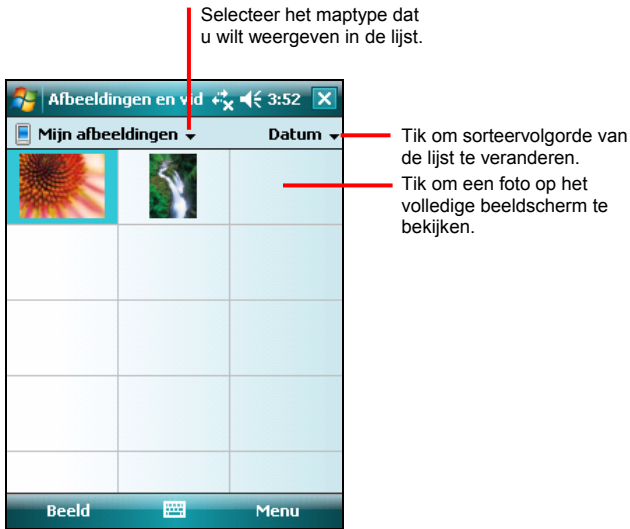 Selecteer het maptype dat
u wilt weergeven in de lijst.
Afbeeldingen en vid 3:52
Mijn afbeeldingen Datum
Tik om sorteervolgorde van
de lijst te veranderen.
Tik om een foto op het
volledige beeldscherm te
bekijken.
Beeld Menu